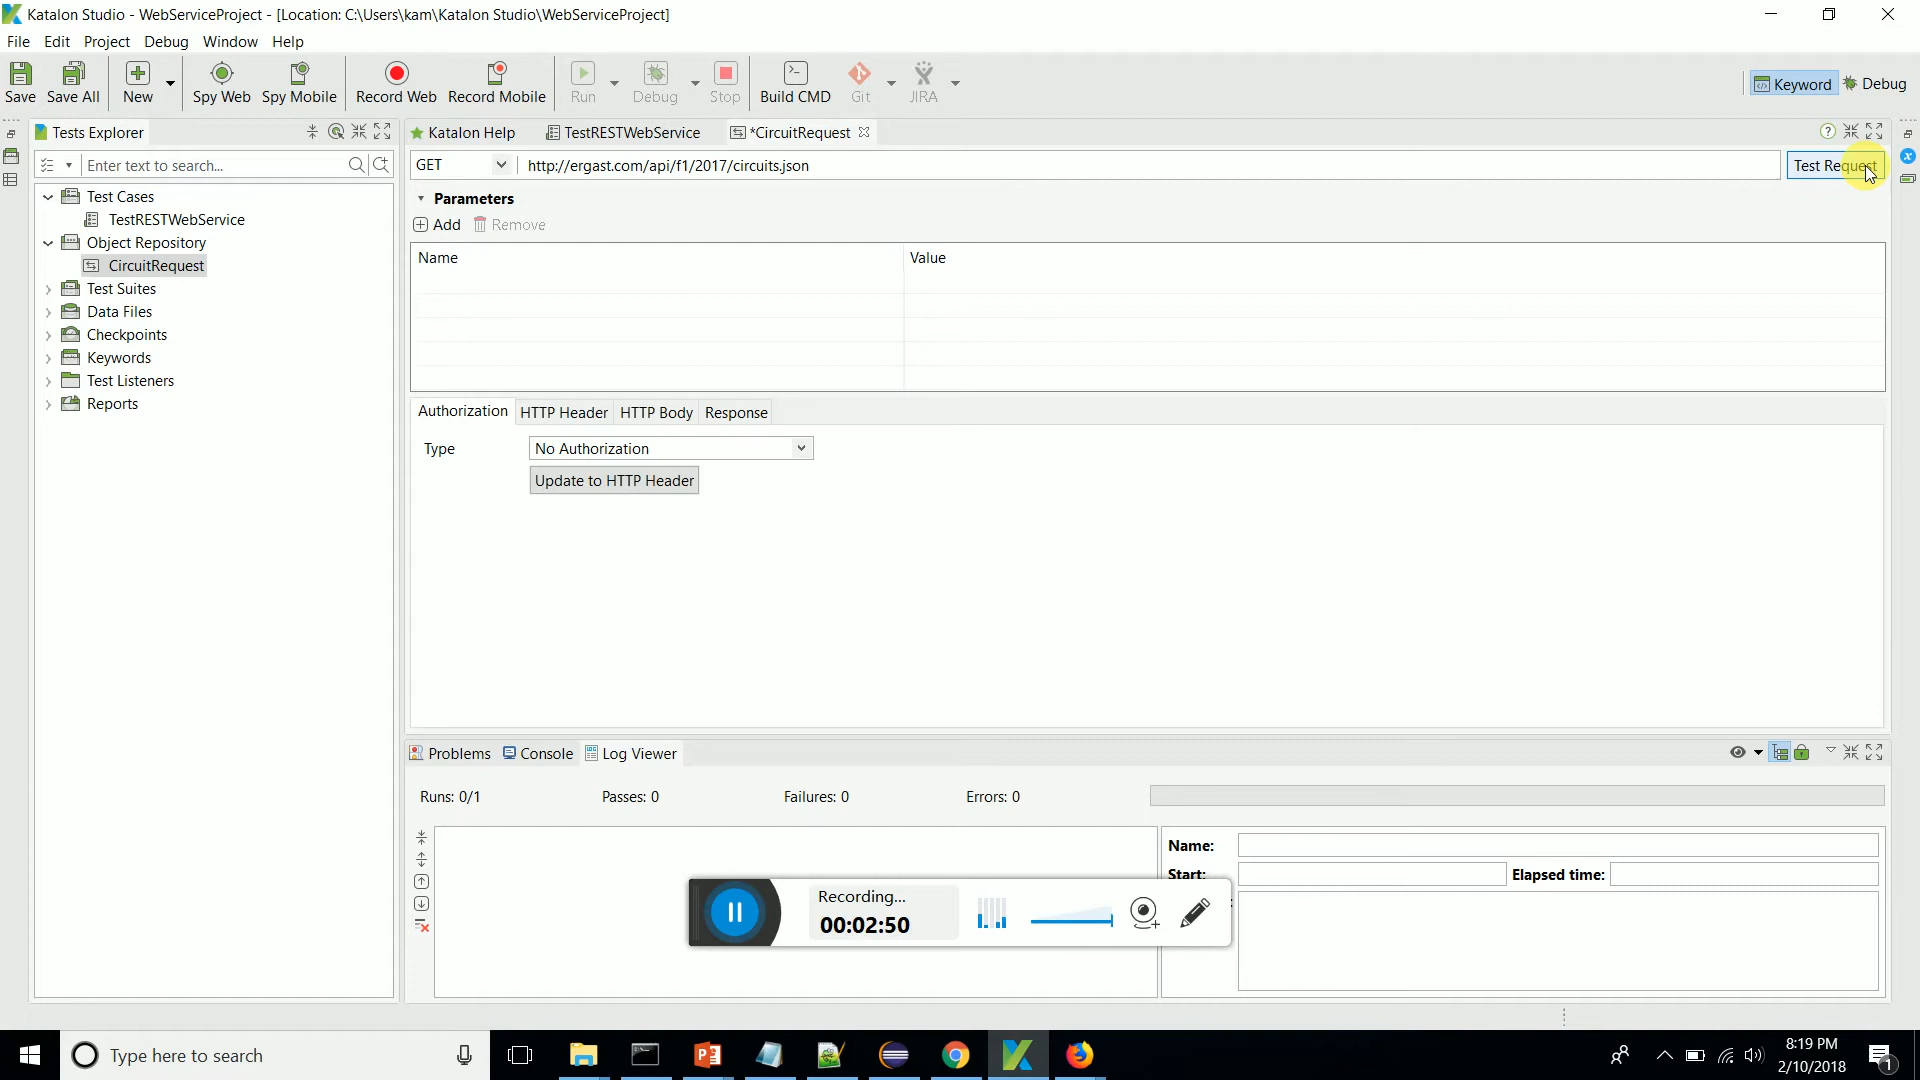 Katalon Studio - WebServiceProject - [Location: C:\Users\kam\Katalon Studio\WebServiceProject]
File Edit Project Debug Window Help
Save Save All New Spy Web Spy Mobile Record Web Record Mobile Run Debug Stop Build CMD Git JIRA Keyword Debug
Tests Explorer
Enter text to search...
Test Cases
TestRESTWebService
Object Repository
CircuitRequest
Test Suites
Data Files
Checkpoints
Keywords
Test Listeners
Reports
Katalon Help TestRESTWebService *CircuitRequest
GET http://ergast.com/api/f1/2017/circuits.json Test Request
Parameters
Add Remove
Name Value
Authorization HTTP Header HTTP Body Response
Type No Authorization
Update to HTTP Header
Problems Console Log Viewer
Runs: 0/1 Passes: 0 Failures: 0 Errors: 0
Name:
Start: Elapsed time:
Recording...
00:02:50
Type here to search
8:19 PM
2/10/2018
1